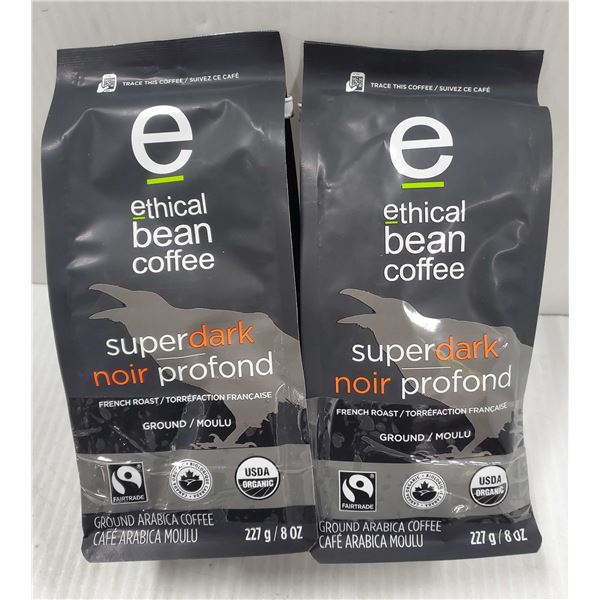 TRACE THIS COFFEE / SUIVEZ CE CAFÉ
e
ethical
bean
coffee
superdark
noir profond
FRENCH ROAST / TORRÉFACTION FRANÇAISE
GROUND / MOULU
FAIRTRADE
USDA
ORGANIC
GROUND ARABICA COFFEE
CAFÉ ARABICA MOULU
227 g / 8 OZ
TRACE THIS COFFEE / SUIVEZ CE CAFÉ
e
ethical
bean
coffee
superdark
noir profond
FRENCH ROAST / TORRÉFACTION FRANÇAISE
GROUND / MOULU
FAIRTRADE
USDA
ORGANIC
GROUND ARABICA COFFEE
CAFÉ ARABICA MOULU
227 g / 8 OZ